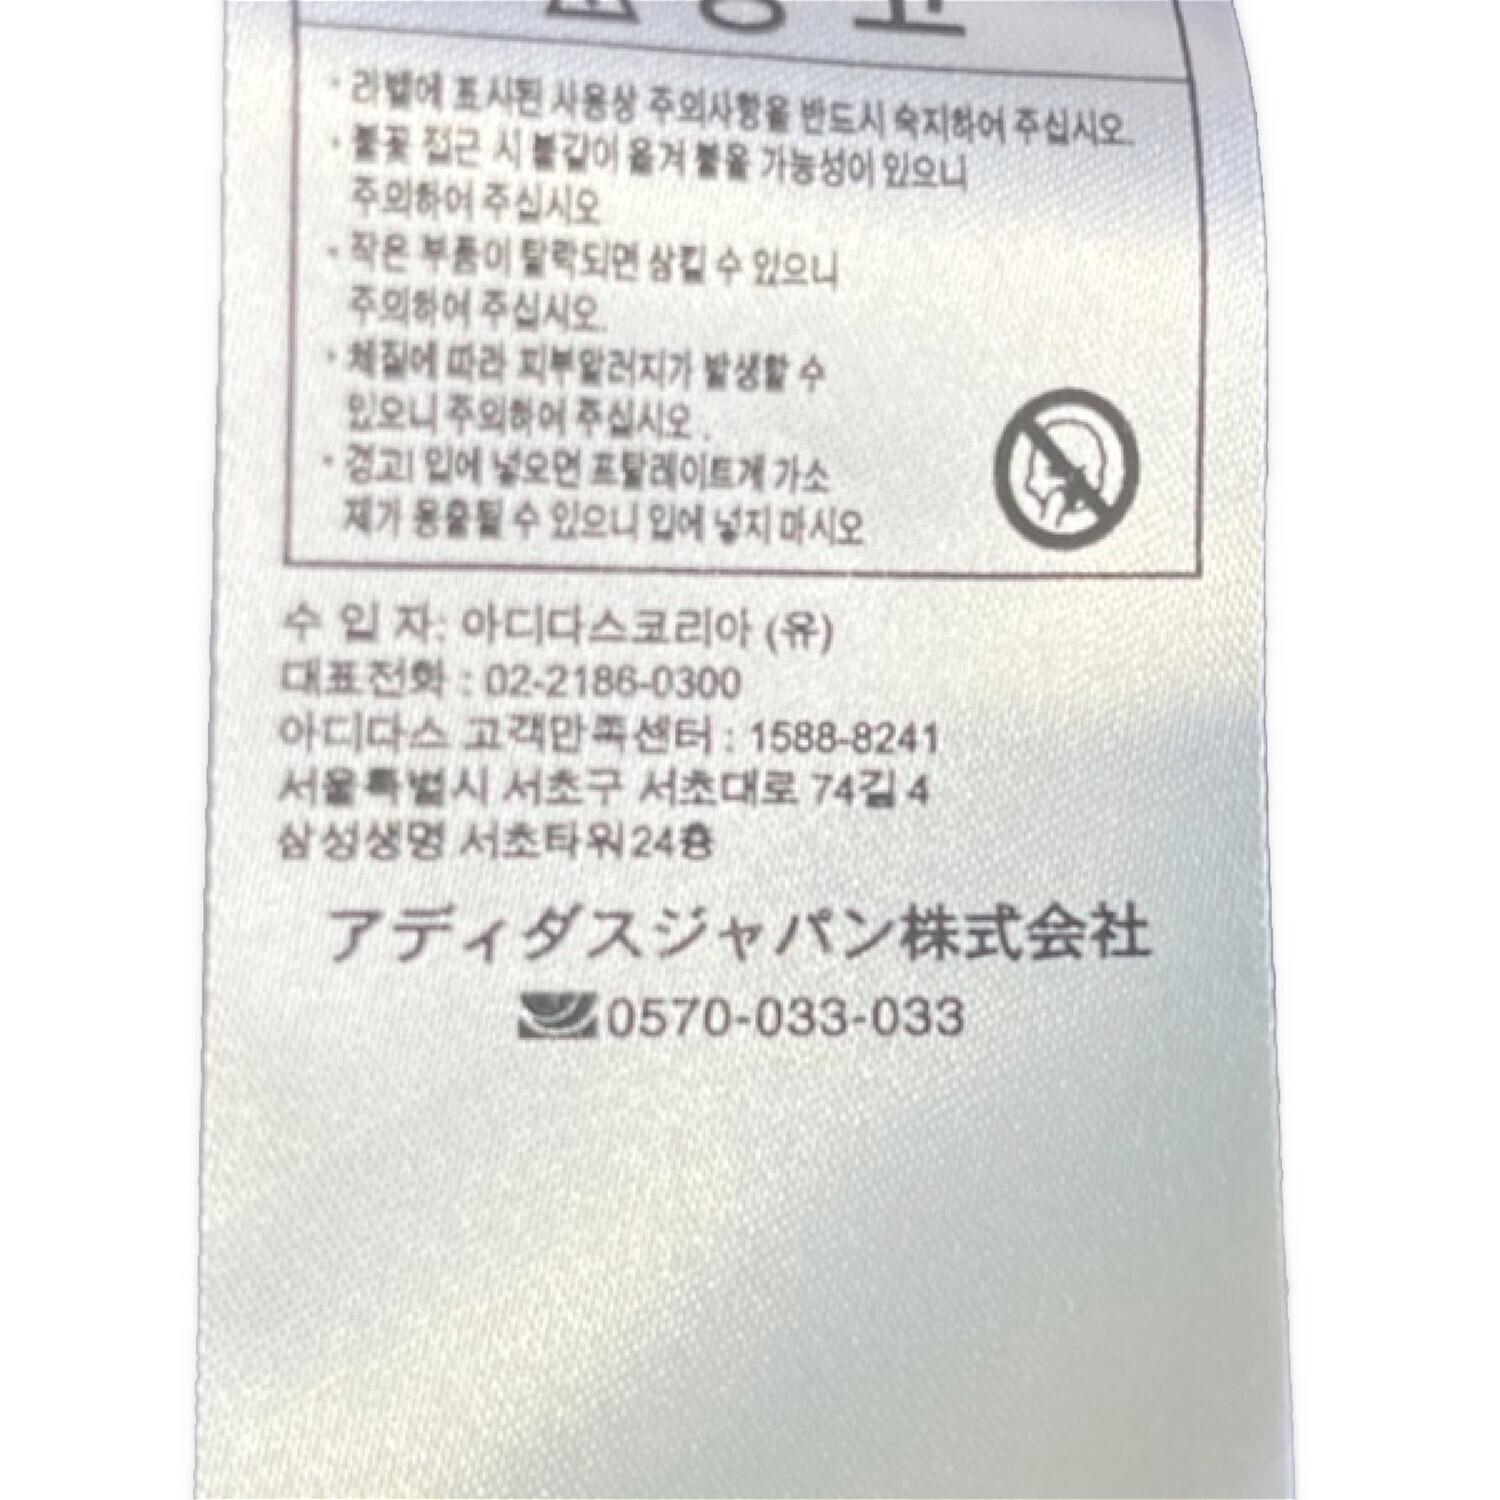 경고
· 라벨에 표시된 사용상 주의사항을 반드시 숙지하여 주십시오.
· 불꽃 접근 시 불길이 옮겨 붙을 가능성이 있으니
주의하여 주십시오
· 작은 부품이 탈락되면 삼킬 수 있으니
주의하여 주십시오.
· 체질에 따라 피부알러지가 발생할 수
있으니 주의하여 주십시오 .
· 경고! 입에 넣으면 프탈레이트계 가소
제가 용출될 수 있으니 입에 넣지 마시오
수 입 자: 아디다스코리아 (유)
대표전화 : 02-2186-0300
아디다스 고객만족센터 : 1588-8241
서울특별시 서초구 서초대로 74길 4
삼성생명 서초타워24층
アディダスジャパン株式会社
0570-033-033